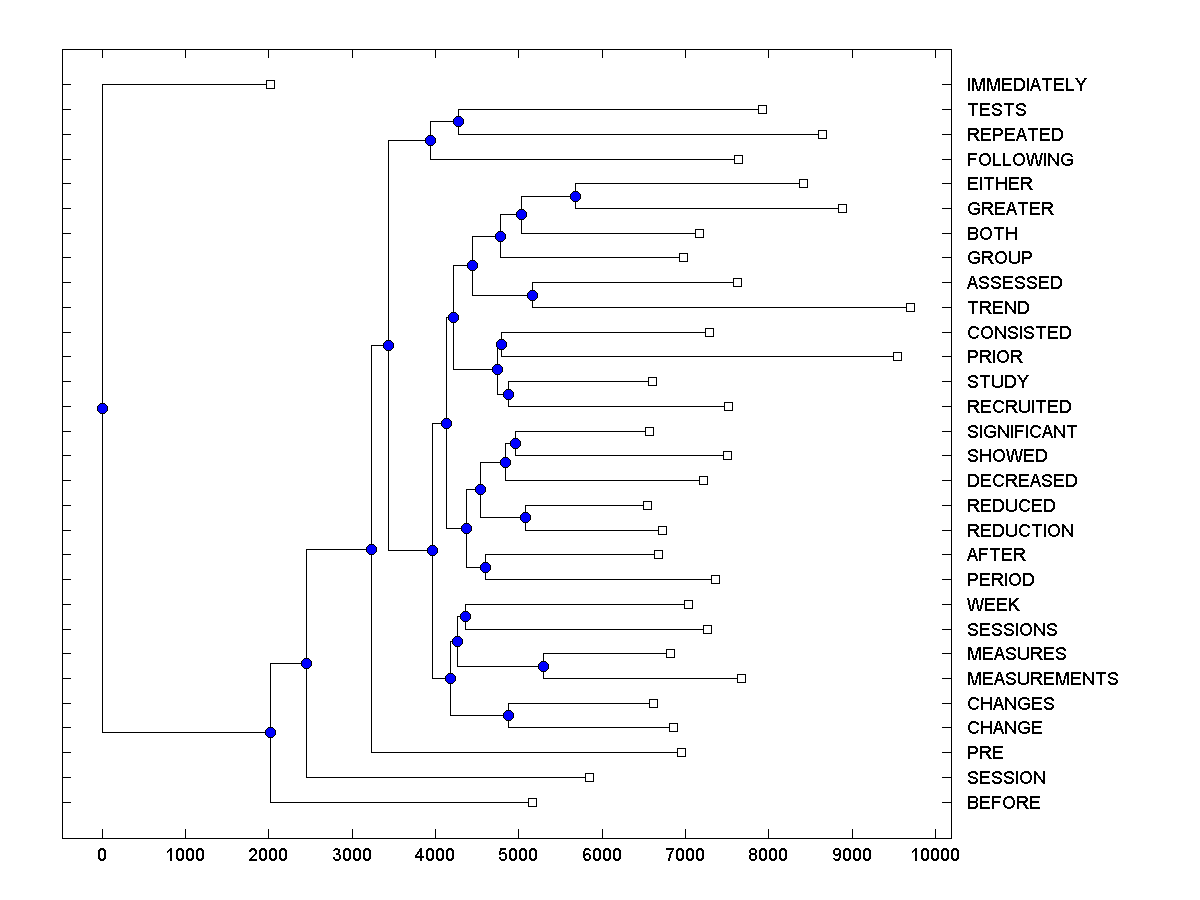 IMMEDIATELY
TESTS
REPEATED
FOLLOWING
EITHER
GREATER
BOTH
GROUP
ASSESSED
TREND
CONSISTED
PRIOR
STUDY
RECRUITED
SIGNIFICANT
SHOWED
DECREASED
REDUCED
REDUCTION
AFTER
PERIOD
WEEK
SESSIONS
MEASURES
MEASUREMENTS
CHANGES
CHANGE
PRE
SESSION
BEFORE
0 1000 2000 3000 4000 5000 6000 7000 8000 9000 10000